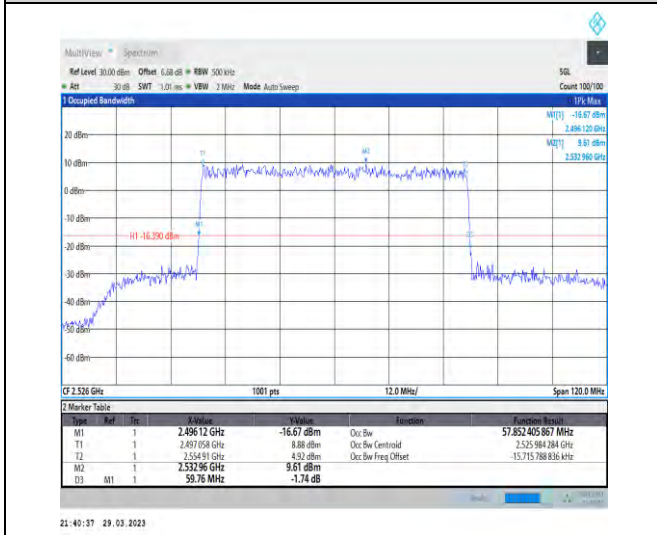 MultiView Spectrum
Ref Level 30.00 dBm Offset 6.68 dB RBW 500 kHz SGL
Att 30 dB SWT 1.01 ms VBW 2 MHz Mode Auto Sweep Count 100/100
1 Occupied Bandwidth 1Pk Max
M1[1] -16.67 dBm
2.496 120 GHz
M2[1] 9.61 dBm
2.532 960 GHz
20 dBm
T1
M2
10 dBm
0 dBm
-10 dBm
M1
H1 -16.390 dBm
-20 dBm
-30 dBm
-40 dBm
-50 dBm
-60 dBm
CF 2.526 GHz 1001 pts 12.0 MHz/ Span 120.0 MHz
2 Marker Table
Type Ref Trc X-Value Y-Value Function Function Result
M1 1 2.496 12 GHz -16.67 dBm Occ Bw 57.852 405 867 MHz
T1 1 2.497 058 GHz 8.88 dBm Occ Bw Centroid 2.525 984 284 GHz
T2 1 2.554 91 GHz 4.92 dBm Occ Bw Freq Offset -15.715 788 836 kHz
M2 1 2.532 96 GHz 9.61 dBm
D3 M1 1 59.76 MHz -1.74 dB
21:40:37 29.03.2023